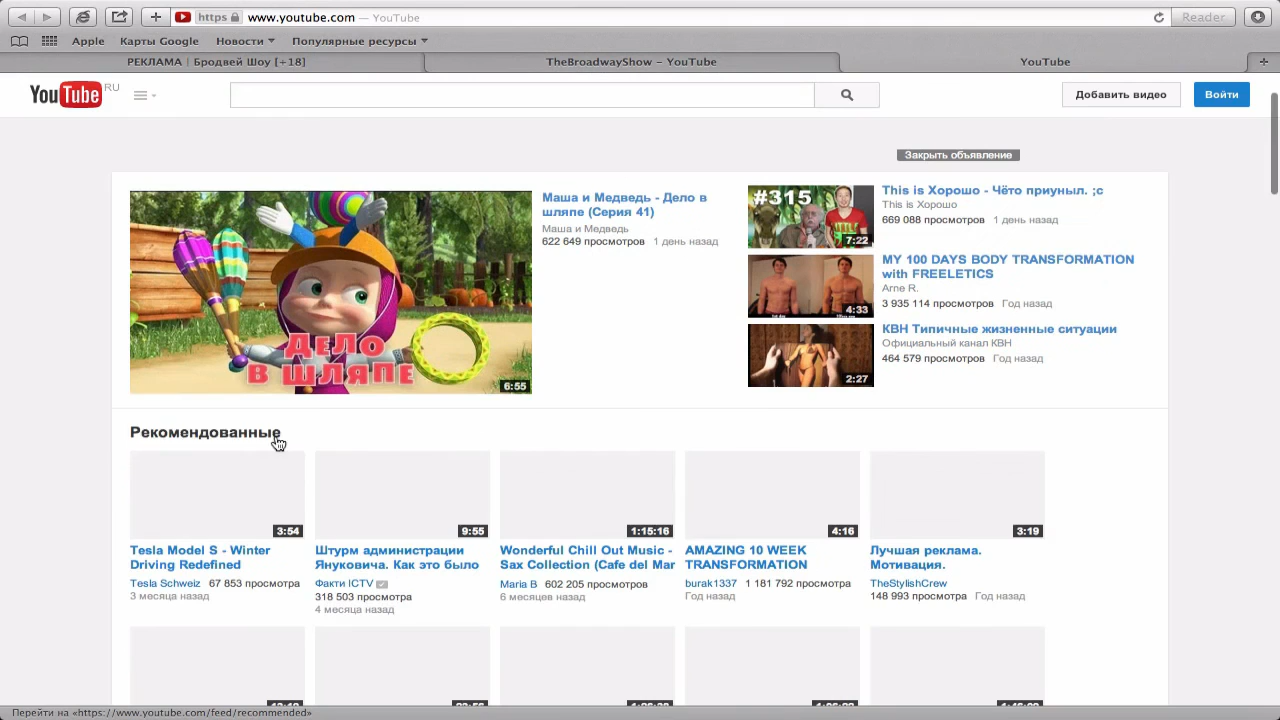 https www.youtube.com — YouTube Reader
Apple Карты Google Новости Популярные ресурсы
РЕКЛАМА | Бродвей Шоу [+18] TheBroadwayShow – YouTube YouTube +
YouTube RU Добавить видео Войти
Закрыть объявление
ДЕЛО
В ШЛЯПЕ
6:55
Маша и Медведь - Дело в
шляпе (Серия 41)
Маша и Медведь
622 649 просмотров 1 день назад
#315
7:22
This is Хорошо - Чёто приуныл. ;c
This is Хорошо
669 088 просмотров 1 день назад
4:33
MY 100 DAYS BODY TRANSFORMATION
with FREELETICS
Arne R.
3 935 114 просмотров Год назад
2:27
КВН Типичные жизненные ситуации
Официальный канал КВН
464 579 просмотров Год назад
Рекомендованные
3:54 9:55 1:15:16 4:16 3:19
Tesla Model S - Winter
Driving Redefined
Tesla Schweiz 67 853 просмотра
3 месяца назад
Штурм администрации
Януковича. Как это было
Факти ICTV
318 503 просмотра
4 месяца назад
Wonderful Chill Out Music -
Sax Collection (Cafe del Mar
Maria B 602 205 просмотров
6 месяцев назад
AMAZING 10 WEEK
TRANSFORMATION
burak1337 1 181 792 просмотра
Год назад
Лучшая реклама.
Мотивация.
TheStylishCrew
148 993 просмотра Год назад
Перейти на «https://www.youtube.com/feed/recommended»